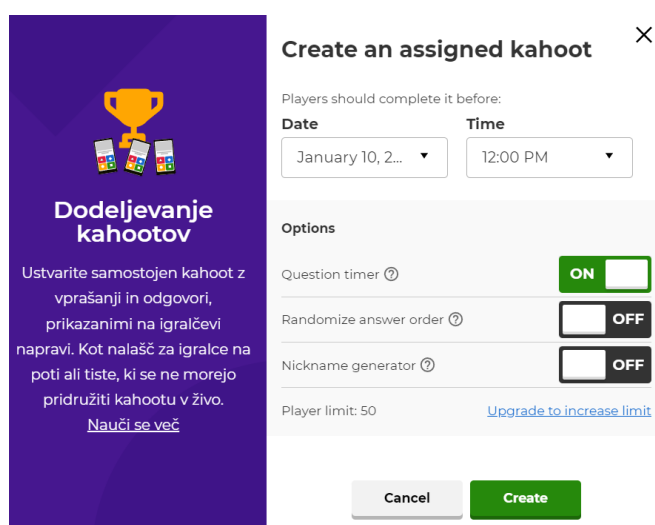 Dodeljevanje
kahootov
Ustvarite samostojen kahoot z
vprašanji in odgovori,
prikazanimi na igralčevi
napravi. Kot nalašč za igralce na
poti ali tiste, ki se ne morejo
pridružiti kahootu v živo.
Nauči se več
Create an assigned kahoot
Players should complete it before:
Date Time
January 10, 2... 12:00 PM
Options
Question timer ? ON
Randomize answer order ? OFF
Nickname generator ? OFF
Player limit: 50 Upgrade to increase limit
Cancel Create